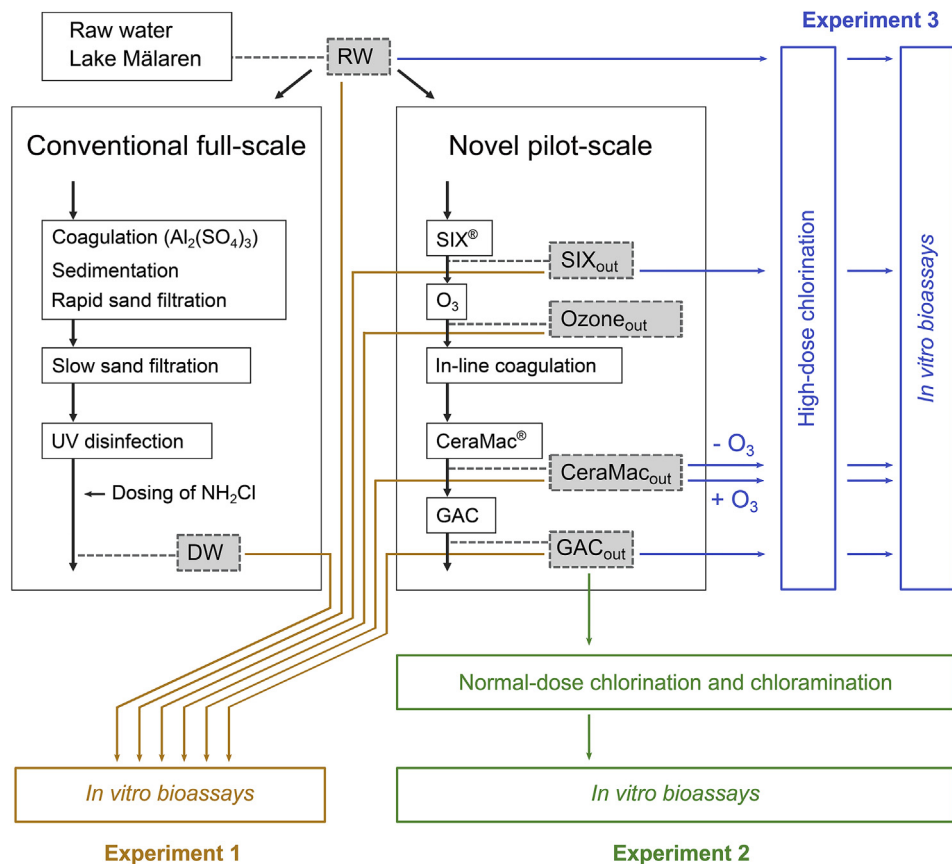 Experiment 3
Raw water
Lake Mälaren
RW
Conventional full-scale
Coagulation (Al₂(SO₄)₃)
Sedimentation
Rapid sand filtration
Slow sand filtration
UV disinfection
Dosing of NH₂Cl
DW
Novel pilot-scale
SIX®
SIXout
O₃
Ozoneout
In-line coagulation
CeraMac®
CeraMacout
- O₃
+ O₃
GAC
GACout
High-dose chlorination
In vitro bioassays
Normal-dose chlorination and chloramination
In vitro bioassays
In vitro bioassays
Experiment 1
Experiment 2